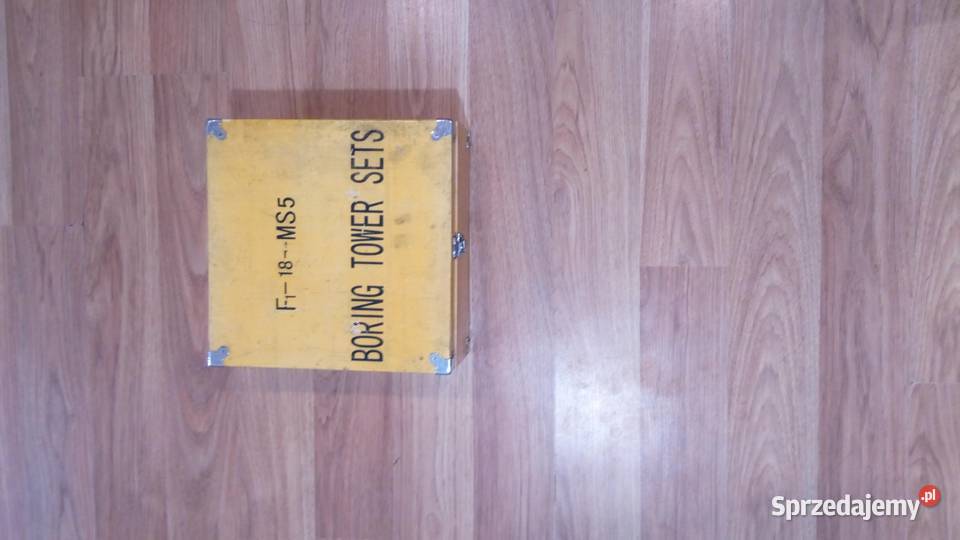 F1-18--MS5
BORING TOWER SETS
Sprzedajemy.pl